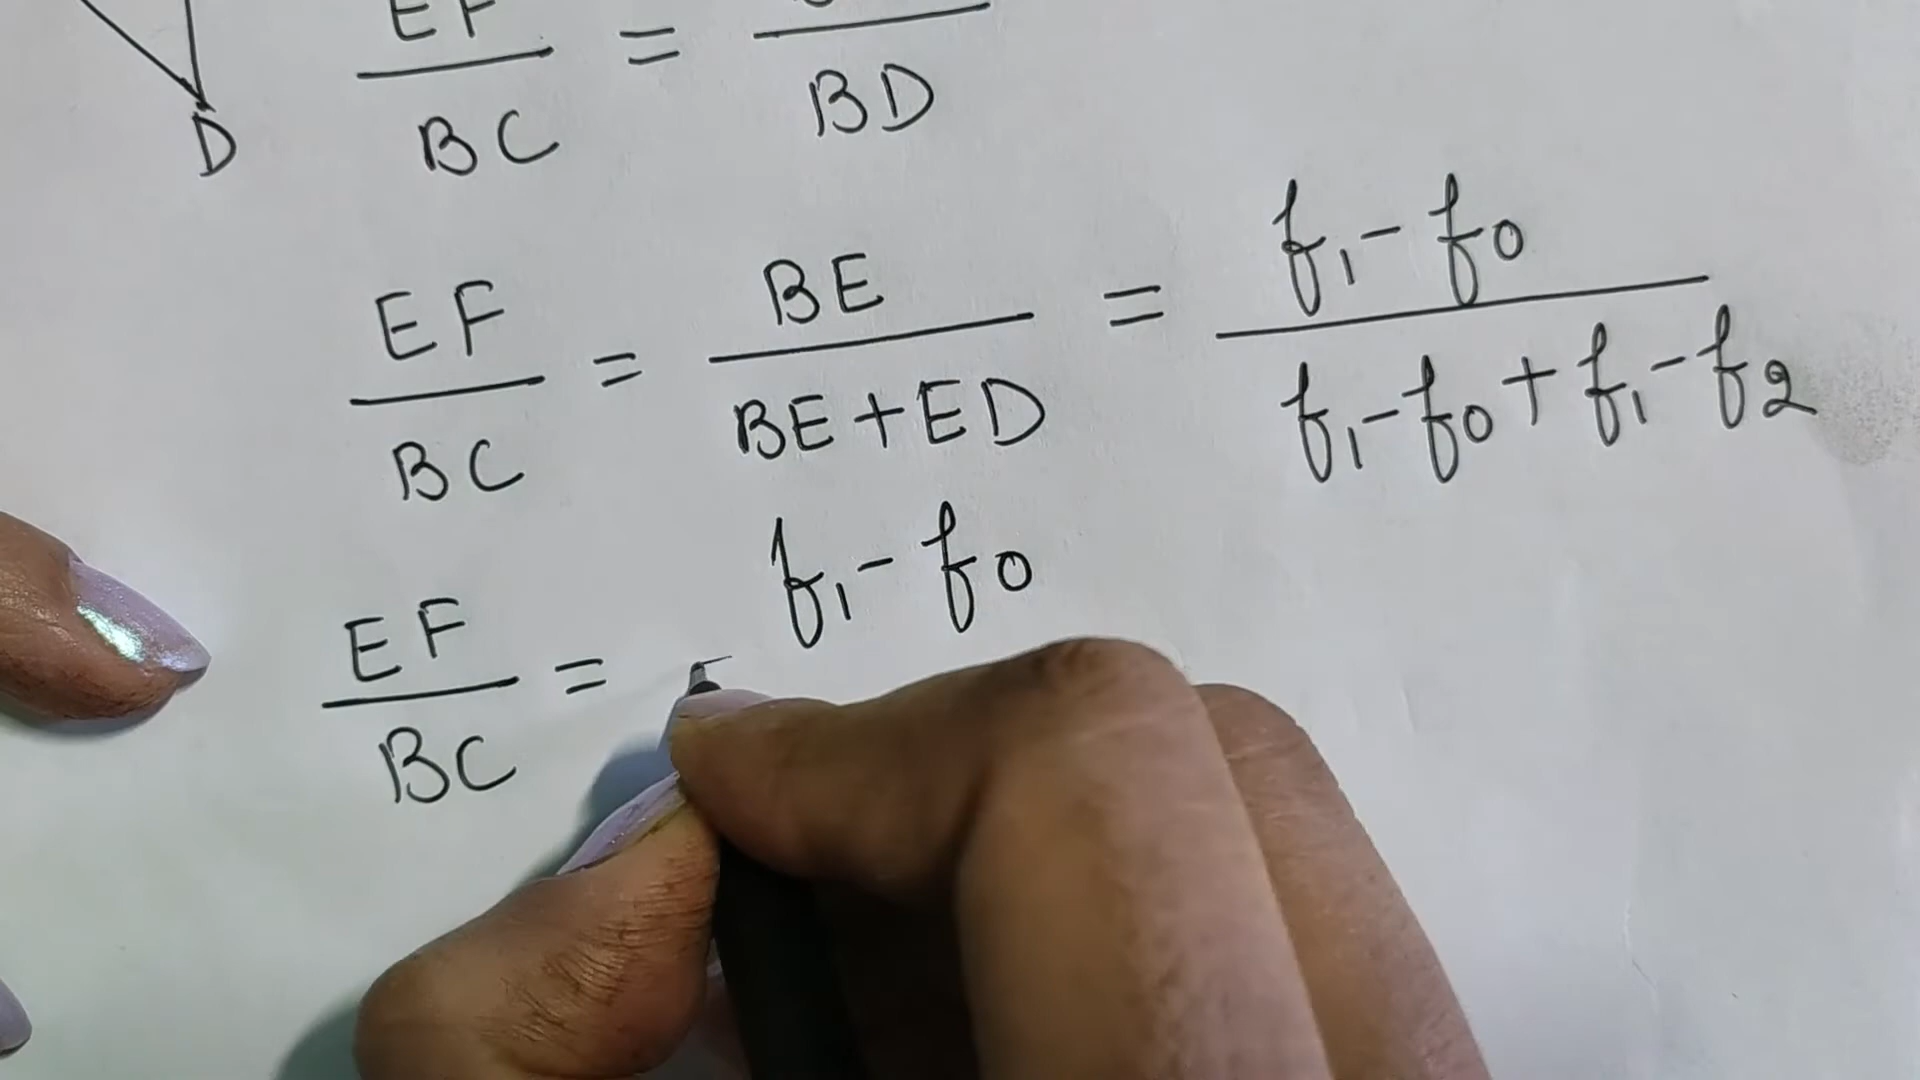 EF/BC = /BD
D
EF/BC = BE/BE+ED = f₁-f₀/f₁-f₀+f₁-f₂
EF/BC = f₁-f₀